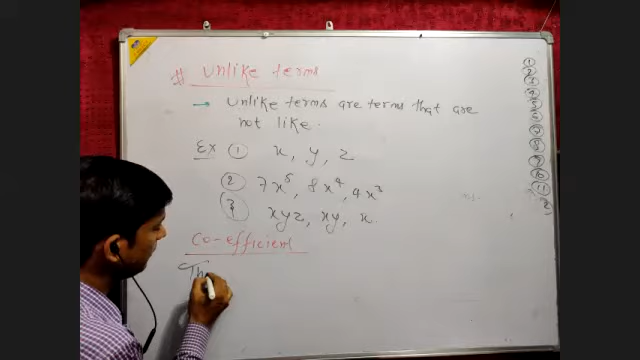 # Unlike terms
→ Unlike terms are terms that are
not like.
Ex ① x, y, z
② 7x⁵, 8x⁴, 4x³
③ xyz, xy, x.
Co-efficient
Th